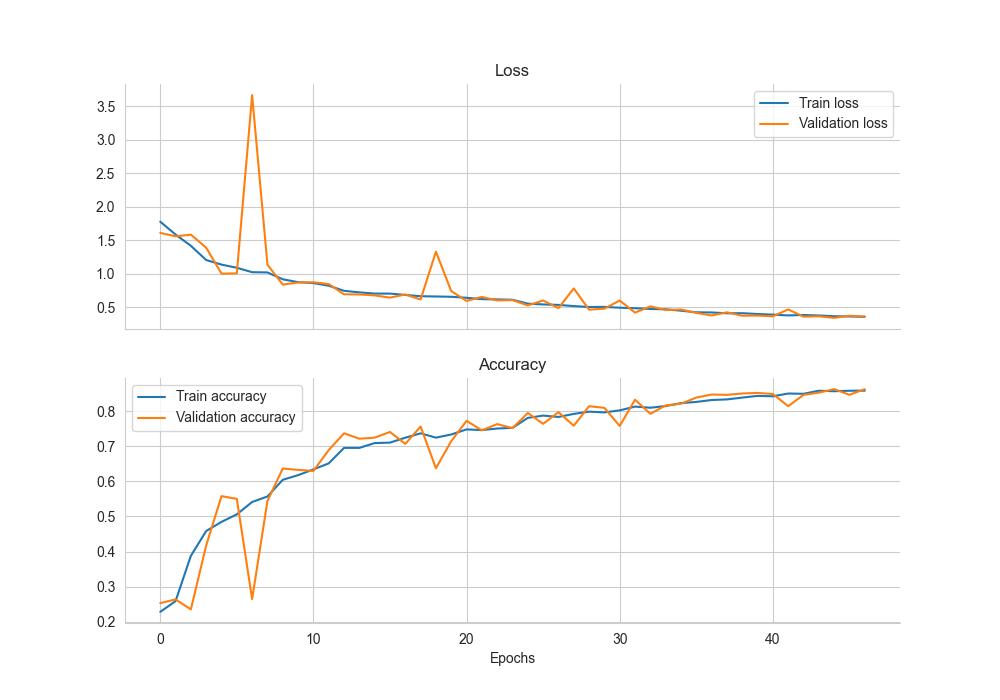 Loss
3.5
3.0
2.5
2.0
1.5
1.0
0.5
Train loss
Validation loss
Accuracy
0.8
0.7
0.6
0.5
0.4
0.3
0.2
Train accuracy
Validation accuracy
0 10 20 30 40
Epochs